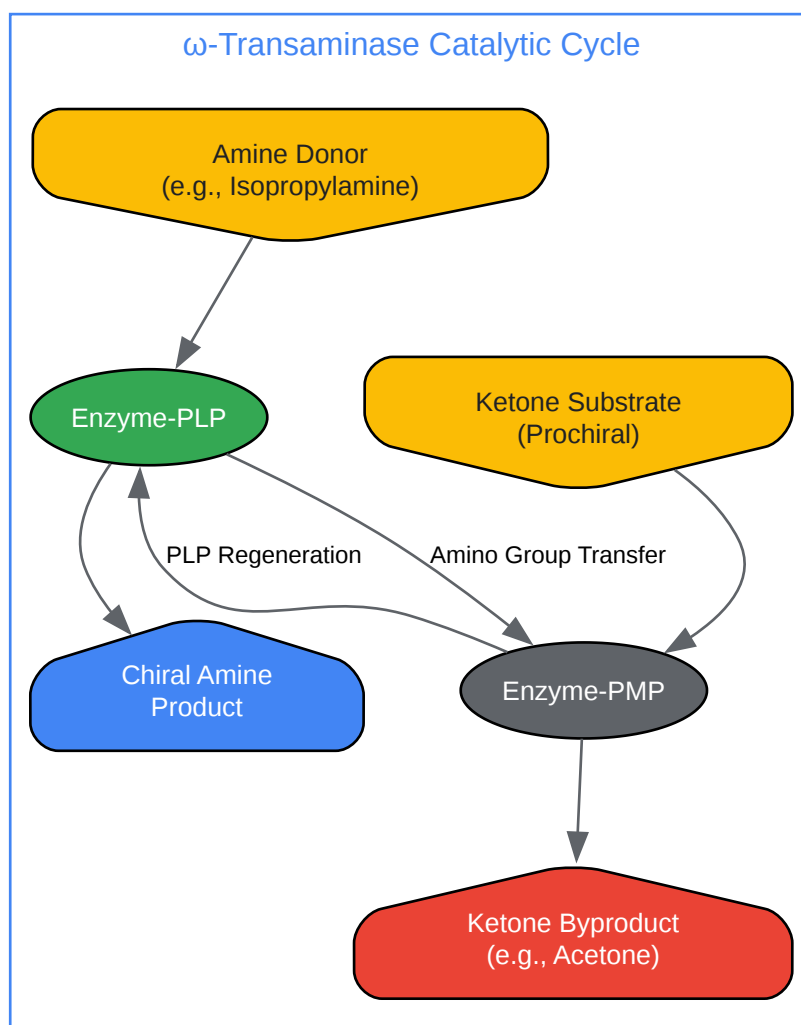 ω-Transaminase Catalytic Cycle
Amine Donor
(e.g., Isopropylamine)
Enzyme-PLP
Ketone Substrate
(Prochiral)
PLP Regeneration
Amino Group Transfer
Chiral Amine
Product
Enzyme-PMP
Ketone Byproduct
(e.g., Acetone)